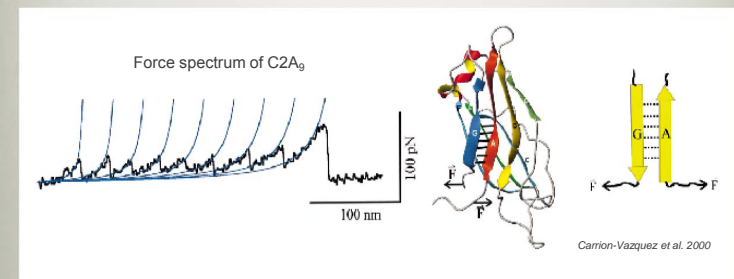 Force spectrum of C2A9
100 pN
100 nm
G
A
F
F
G
A
F
F
Carrion-Vazquez et al. 2000